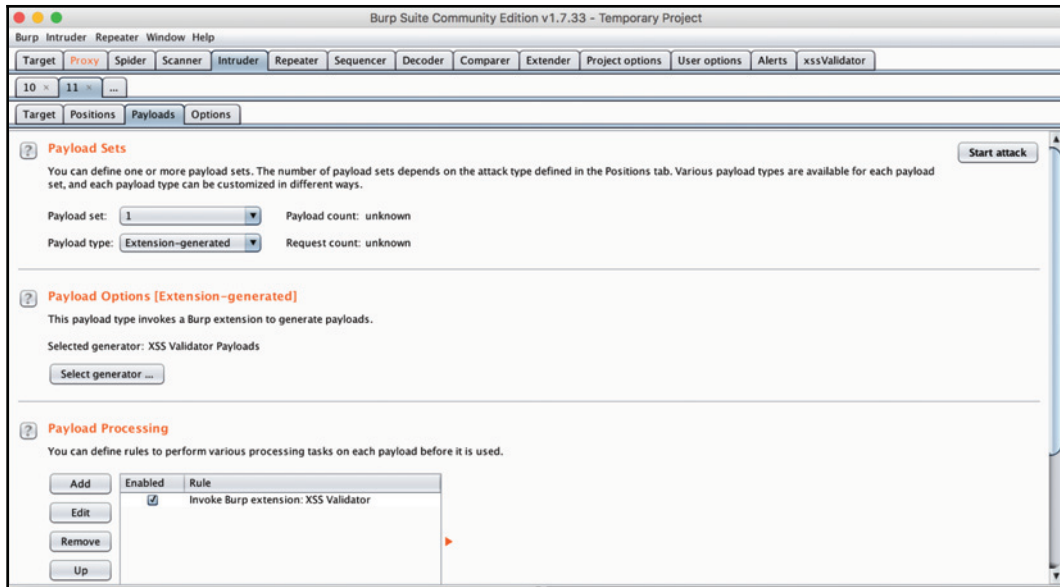 Burp Suite Community Edition v1.7.33 - Temporary Project
Burp Intruder Repeater Window Help
Target Proxy Spider Scanner Intruder Repeater Sequencer Decoder Comparer Extender Project options User options Alerts xssValidator
10 × 11 × ...
Target Positions Payloads Options
? Payload Sets
Start attack
You can define one or more payload sets. The number of payload sets depends on the attack type defined in the Positions tab. Various payload types are available for each payload
set, and each payload type can be customized in different ways.
Payload set: 1 Payload count: unknown
Payload type: Extension-generated Request count: unknown
? Payload Options [Extension-generated]
This payload type invokes a Burp extension to generate payloads.
Selected generator: XSS Validator Payloads
Select generator ...
? Payload Processing
You can define rules to perform various processing tasks on each payload before it is used.
Add Enabled Rule
Invoke Burp extension: XSS Validator
Edit
Remove
Up